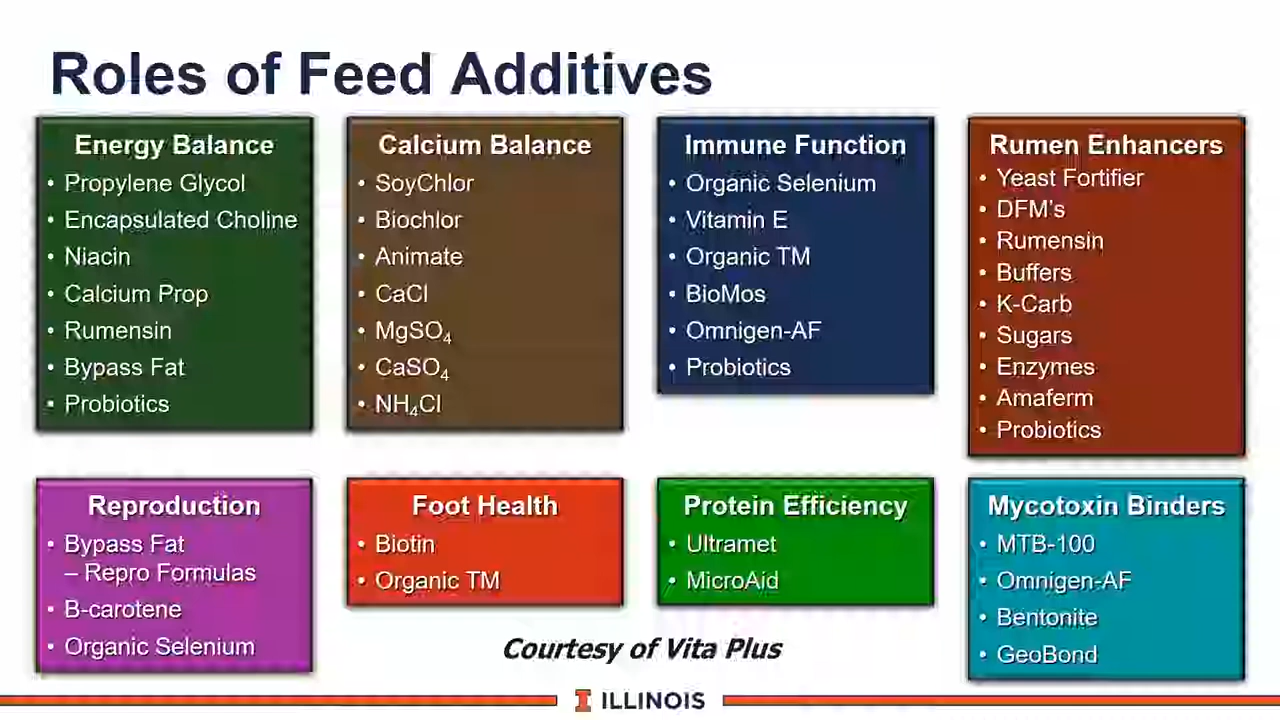 Roles of Feed Additives
Energy Balance
• Propylene Glycol
• Encapsulated Choline
• Niacin
• Calcium Prop
• Rumensin
• Bypass Fat
• Probiotics
Calcium Balance
• SoyChlor
• Biochlor
• Animate
• CaCl
• MgSO₄
• CaSO₄
• NH₄Cl
Immune Function
• Organic Selenium
• Vitamin E
• Organic TM
• BioMos
• Omnigen-AF
• Probiotics
Rumen Enhancers
• Yeast Fortifier
• DFM's
• Rumensin
• Buffers
• K-Carb
• Sugars
• Enzymes
• Amaferm
• Probiotics
Reproduction
• Bypass Fat
– Repro Formulas
• B-carotene
• Organic Selenium
Foot Health
• Biotin
• Organic TM
Protein Efficiency
• Ultramet
• MicroAid
Mycotoxin Binders
• MTB-100
• Omnigen-AF
• Bentonite
• GeoBond
Courtesy of Vita Plus
I ILLINOIS